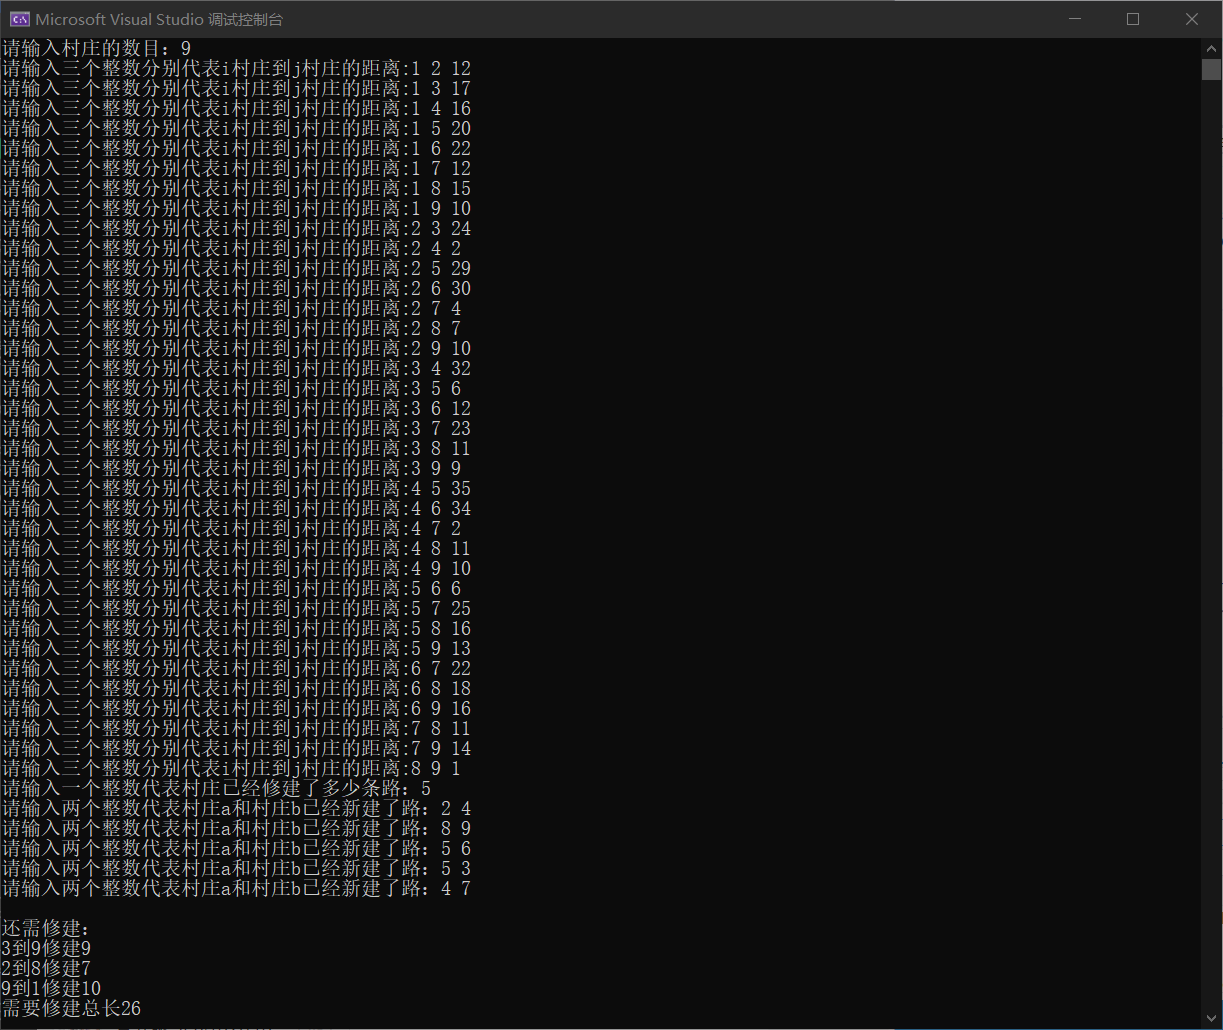 Microsoft Visual Studio 调试控制台
请输入村庄的数目：9
请输入三个整数分别代表i村庄到j村庄的距离:1 2 12
请输入三个整数分别代表i村庄到j村庄的距离:1 3 17
请输入三个整数分别代表i村庄到j村庄的距离:1 4 16
请输入三个整数分别代表i村庄到j村庄的距离:1 5 20
请输入三个整数分别代表i村庄到j村庄的距离:1 6 22
请输入三个整数分别代表i村庄到j村庄的距离:1 7 12
请输入三个整数分别代表i村庄到j村庄的距离:1 8 15
请输入三个整数分别代表i村庄到j村庄的距离:1 9 10
请输入三个整数分别代表i村庄到j村庄的距离:2 3 24
请输入三个整数分别代表i村庄到j村庄的距离:2 4 2
请输入三个整数分别代表i村庄到j村庄的距离:2 5 29
请输入三个整数分别代表i村庄到j村庄的距离:2 6 30
请输入三个整数分别代表i村庄到j村庄的距离:2 7 4
请输入三个整数分别代表i村庄到j村庄的距离:2 8 7
请输入三个整数分别代表i村庄到j村庄的距离:2 9 10
请输入三个整数分别代表i村庄到j村庄的距离:3 4 32
请输入三个整数分别代表i村庄到j村庄的距离:3 5 6
请输入三个整数分别代表i村庄到j村庄的距离:3 6 12
请输入三个整数分别代表i村庄到j村庄的距离:3 7 23
请输入三个整数分别代表i村庄到j村庄的距离:3 8 11
请输入三个整数分别代表i村庄到j村庄的距离:3 9 9
请输入三个整数分别代表i村庄到j村庄的距离:4 5 35
请输入三个整数分别代表i村庄到j村庄的距离:4 6 34
请输入三个整数分别代表i村庄到j村庄的距离:4 7 2
请输入三个整数分别代表i村庄到j村庄的距离:4 8 11
请输入三个整数分别代表i村庄到j村庄的距离:4 9 10
请输入三个整数分别代表i村庄到j村庄的距离:5 6 6
请输入三个整数分别代表i村庄到j村庄的距离:5 7 25
请输入三个整数分别代表i村庄到j村庄的距离:5 8 16
请输入三个整数分别代表i村庄到j村庄的距离:5 9 13
请输入三个整数分别代表i村庄到j村庄的距离:6 7 22
请输入三个整数分别代表i村庄到j村庄的距离:6 8 18
请输入三个整数分别代表i村庄到j村庄的距离:6 9 16
请输入三个整数分别代表i村庄到j村庄的距离:7 8 11
请输入三个整数分别代表i村庄到j村庄的距离:7 9 14
请输入三个整数分别代表i村庄到j村庄的距离:8 9 1
请输入一个整数代表村庄已经修建了多少条路：5
请输入两个整数代表村庄a和村庄b已经新建了路：2 4
请输入两个整数代表村庄a和村庄b已经新建了路：8 9
请输入两个整数代表村庄a和村庄b已经新建了路：5 6
请输入两个整数代表村庄a和村庄b已经新建了路：5 3
请输入两个整数代表村庄a和村庄b已经新建了路：4 7
还需修建：
3到9修建9
2到8修建7
9到1修建10
需要修建总长26